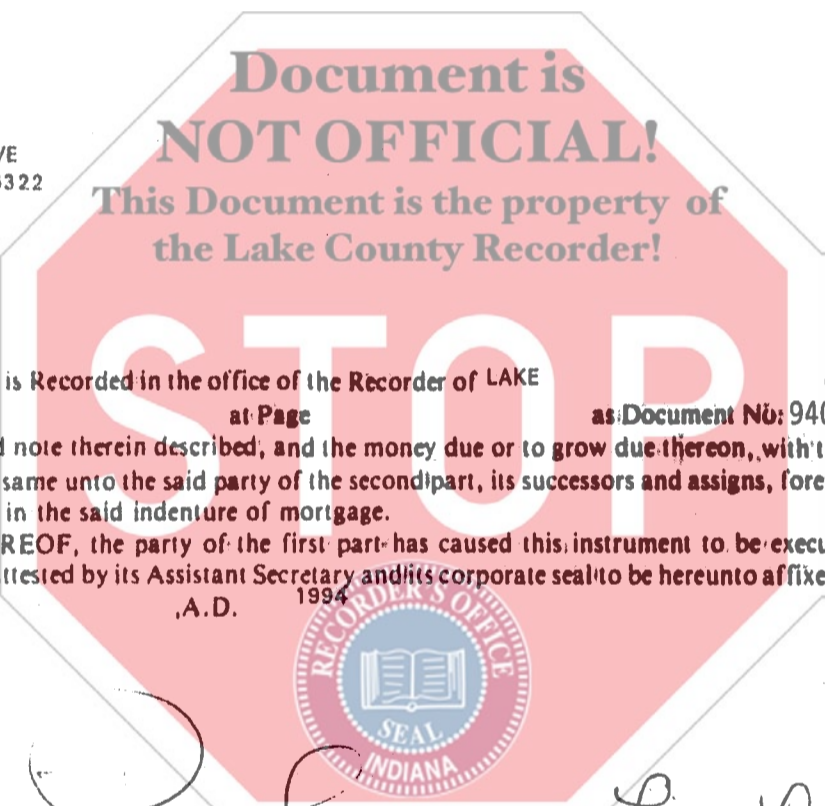 Document is
NOT OFFICIAL!
VE
6322
This Document is the property of
the Lake County Recorder!
STOP
is Recorded in the office of the Recorder of LAKE
at Page as Document No: 940
d note therein described, and the money due or to grow due thereon, with t
same unto the said party of the second part, its successors and assigns, fore
in the said indenture of mortgage.
REOF, the party of the first part has caused this instrument to be execu
ttested by its Assistant Secretary and its corporate seal to be hereunto affixe
,A.D. 1994
RECORDER'S OFFICE
SEAL
INDIANA